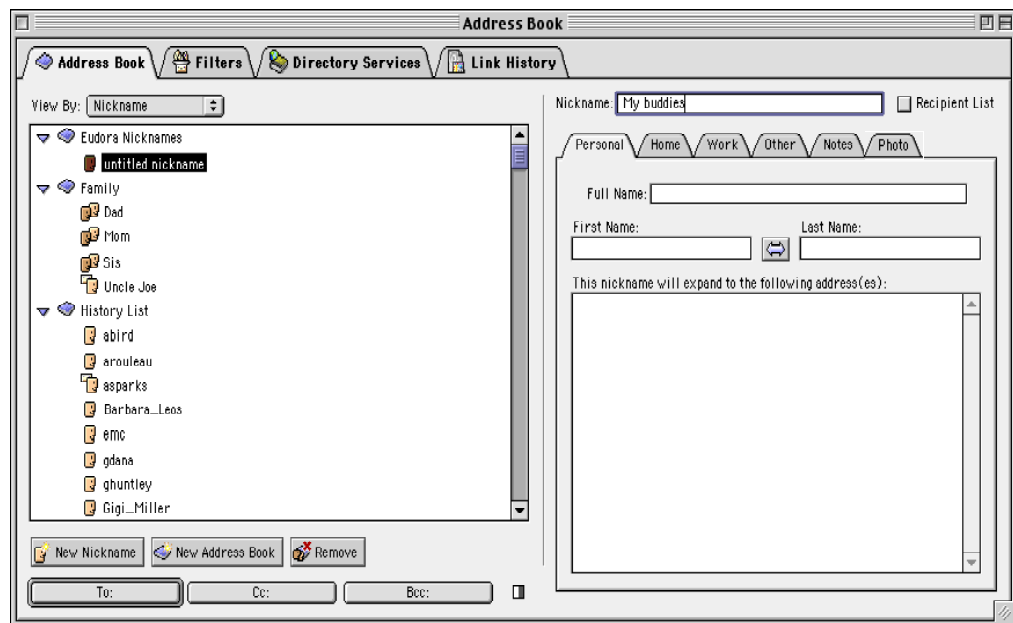 Address Book
Address Book Filters Directory Services Link History
View By: Nickname
Nickname: My buddies Recipient List
Eudora Nicknames
untitled nickname
Family
Dad
Mom
Sis
Uncle Joe
History List
abird
arouleau
asparks
Barbara_Leos
emc
gdana
ghuntley
Gigi_Miller
New Nickname New Address Book Remove
To: Cc: Bcc:
Personal Home Work Other Notes Photo
Full Name:
First Name: Last Name:
This nickname will expand to the following address(es):